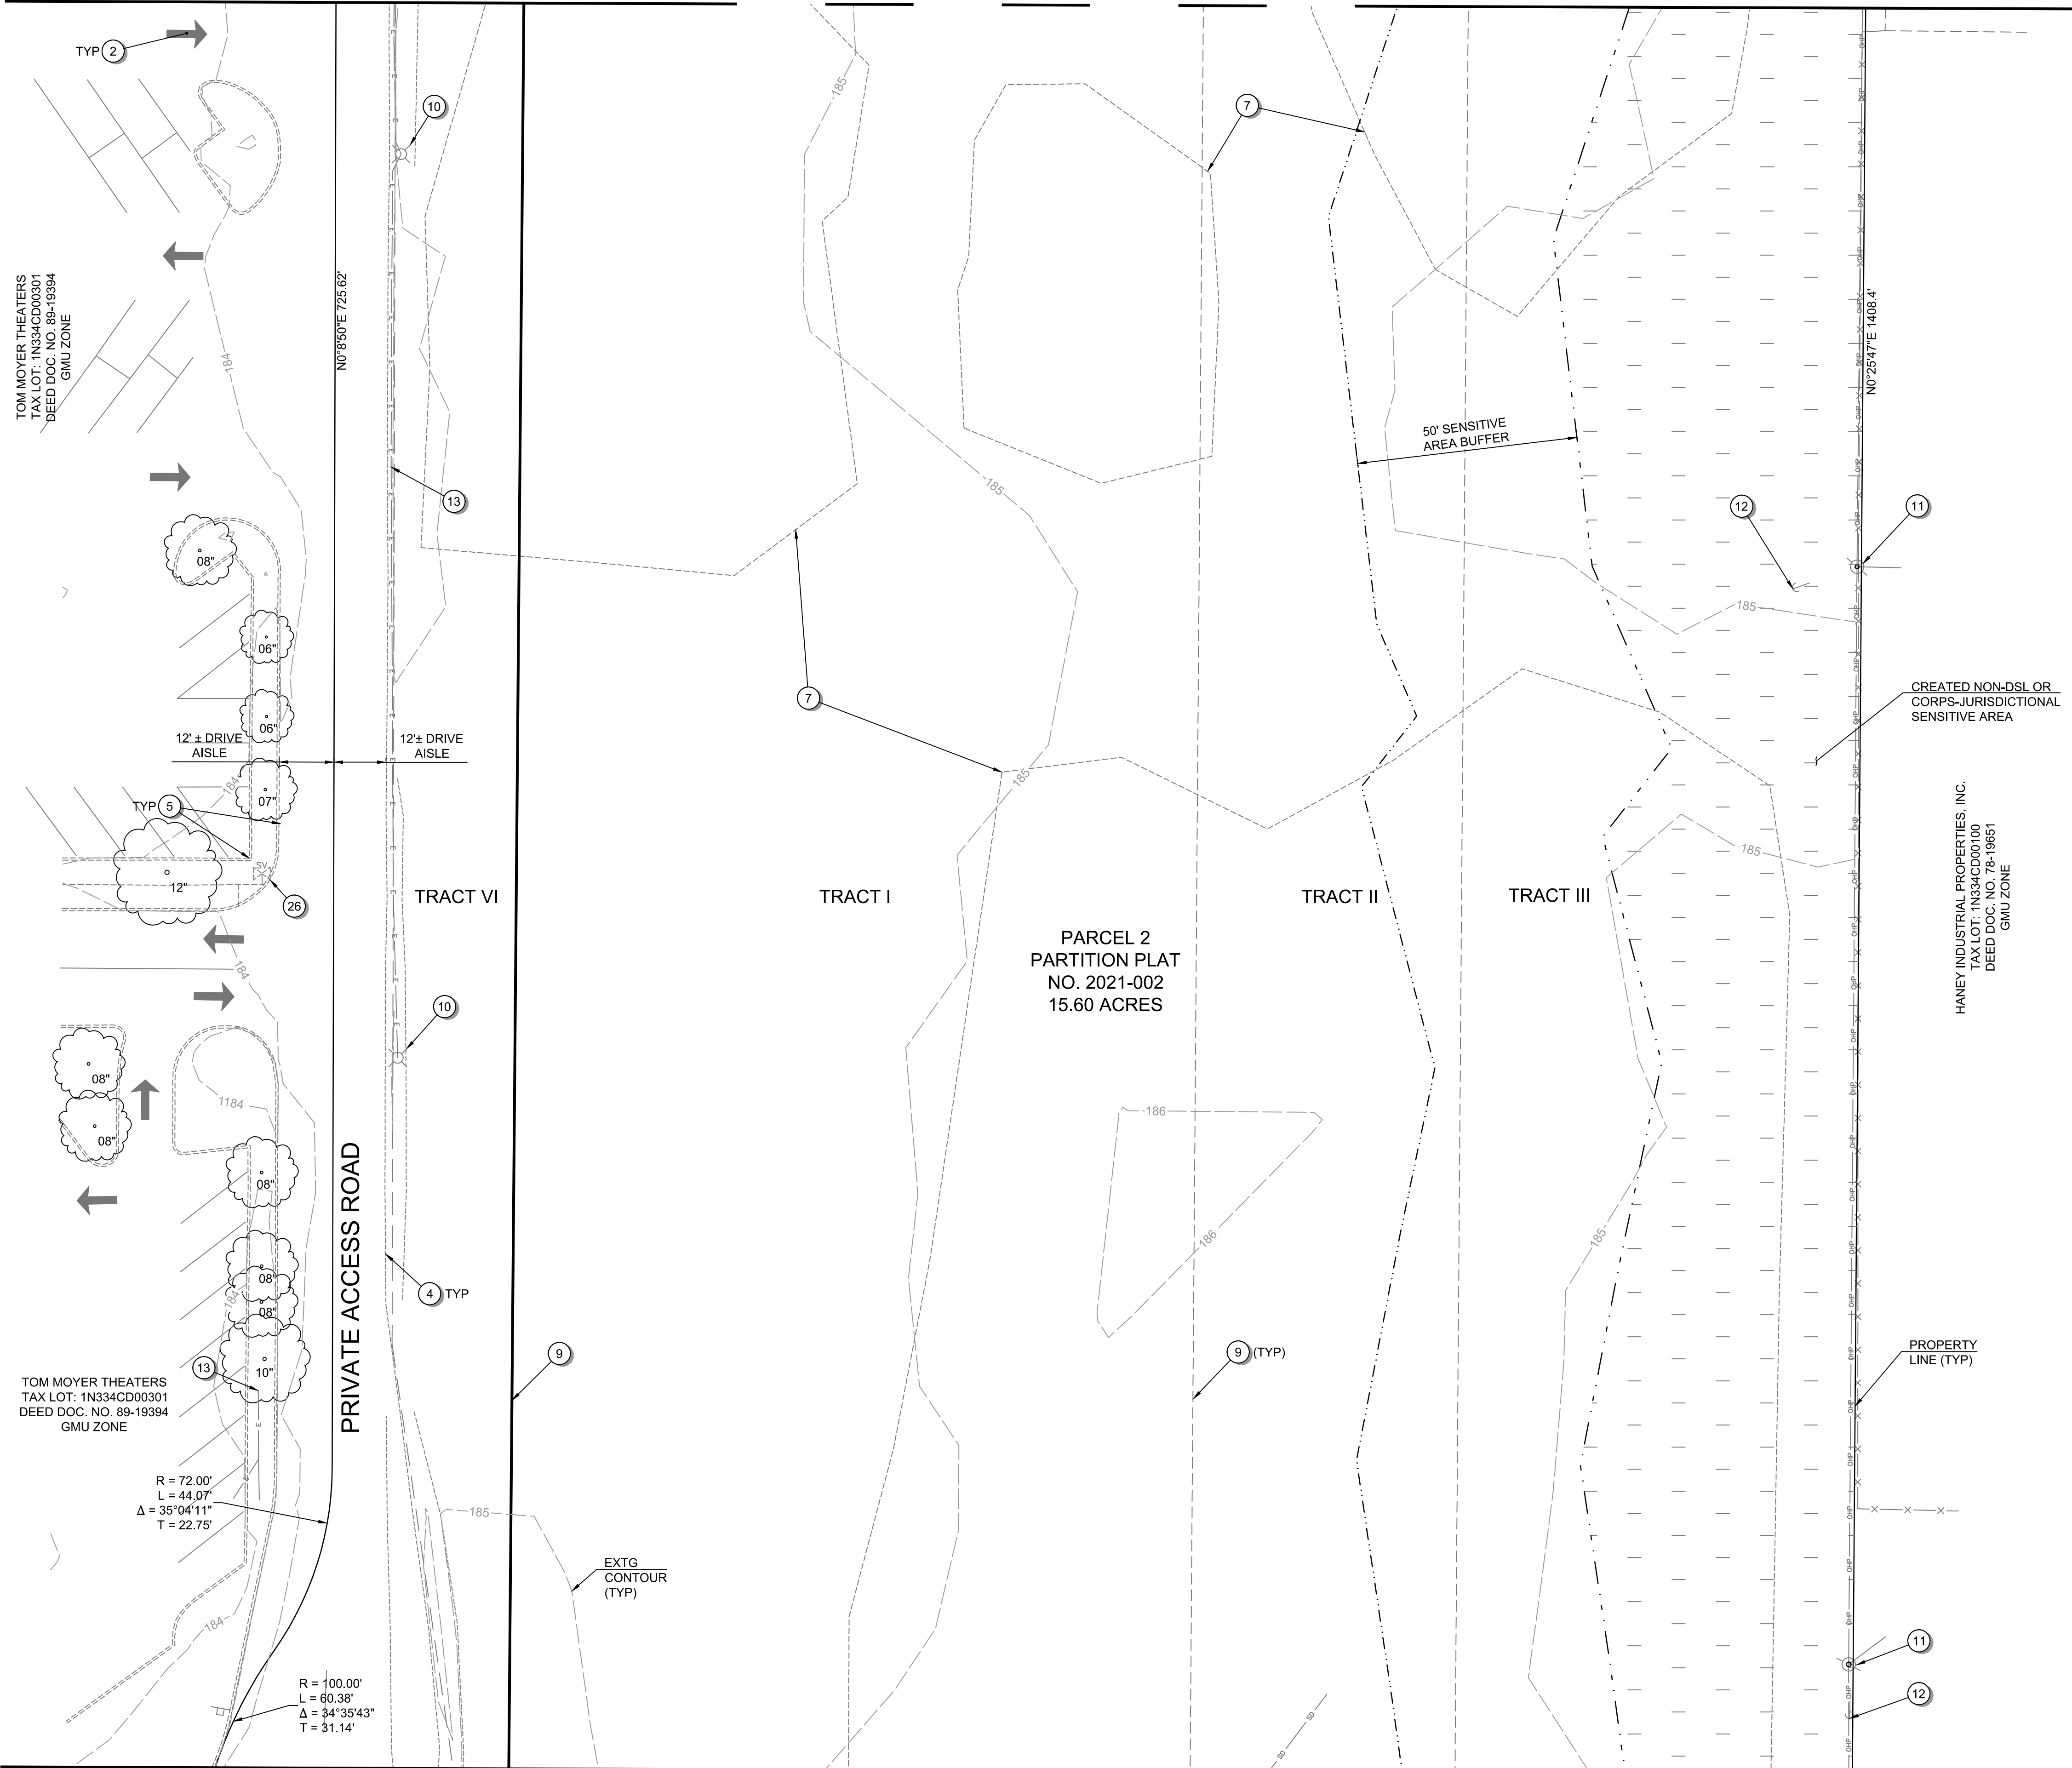 TYP 2
10
7
185
TOM MOYER THEATERS
TAX LOT: 1N334CD00301
DEED DOC. NO. 89-19394
GMU ZONE
184
N0°8'50"E 725.62'
N0°25'47"E 1408.4'
50' SENSITIVE
AREA BUFFER
13
185
12
11
08"
06"
06"
185
7
CREATED NON-DSL OR
CORPS-JURISDICTIONAL
SENSITIVE AREA
12' ± DRIVE
AISLE
12'± DRIVE
AISLE
184
185
07"
TYP 5
SV
12"
26
185
TRACT VI
TRACT I
TRACT II
TRACT III
HANEY INDUSTRIAL PROPERTIES, INC.
TAX LOT: 1N334CD00100
DEED DOC. NO. 78-19651
GMU ZONE
PARCEL 2
PARTITION PLAT
NO. 2021-002
15.60 ACRES
184
10
08"
1184
186
08"
08"
PRIVATE ACCESS ROAD
186
185
08"
4 TYP
184
08"
9
9 (TYP)
PROPERTY
LINE (TYP)
13
10"
TOM MOYER THEATERS
TAX LOT: 1N334CD00301
DEED DOC. NO. 89-19394
GMU ZONE
E
R = 72.00'
L = 44.07'
Δ = 35°04'11"
T = 22.75'
185
EXTG
CONTOUR
(TYP)
184
11
R = 100.00'
L = 60.38'
Δ = 34°35'43"
T = 31.14'
12
SD
SD
OHP